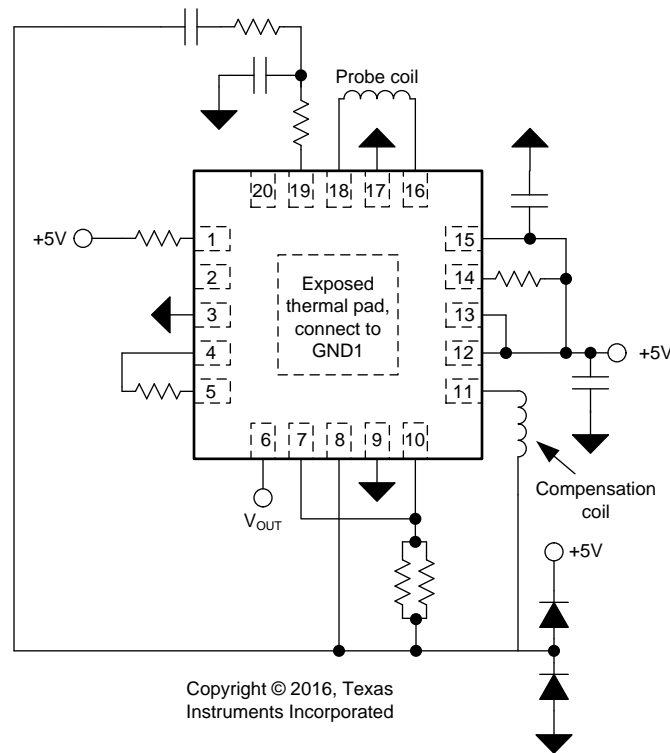 Probe coil
20 19 18 17 16
+5V
1
2
3
4
5
Exposed
thermal pad,
connect to
GND1
15
14
13
12
11
+5V
6 7 8 9 10
VOUT
Compensation
coil
+5V
Copyright © 2016, Texas
Instruments Incorporated